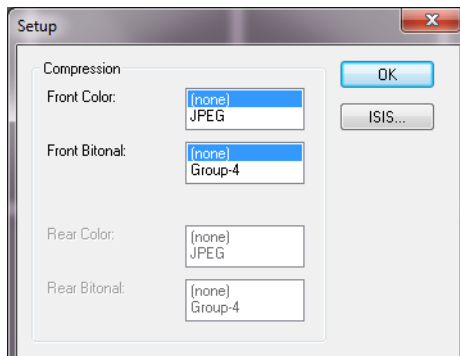 Setup
Compression
Front Color:
(none)
JPEG
Front Bitonal:
(none)
Group-4
Rear Color:
(none)
JPEG
Rear Bitonal:
(none)
Group-4
OK
ISIS...